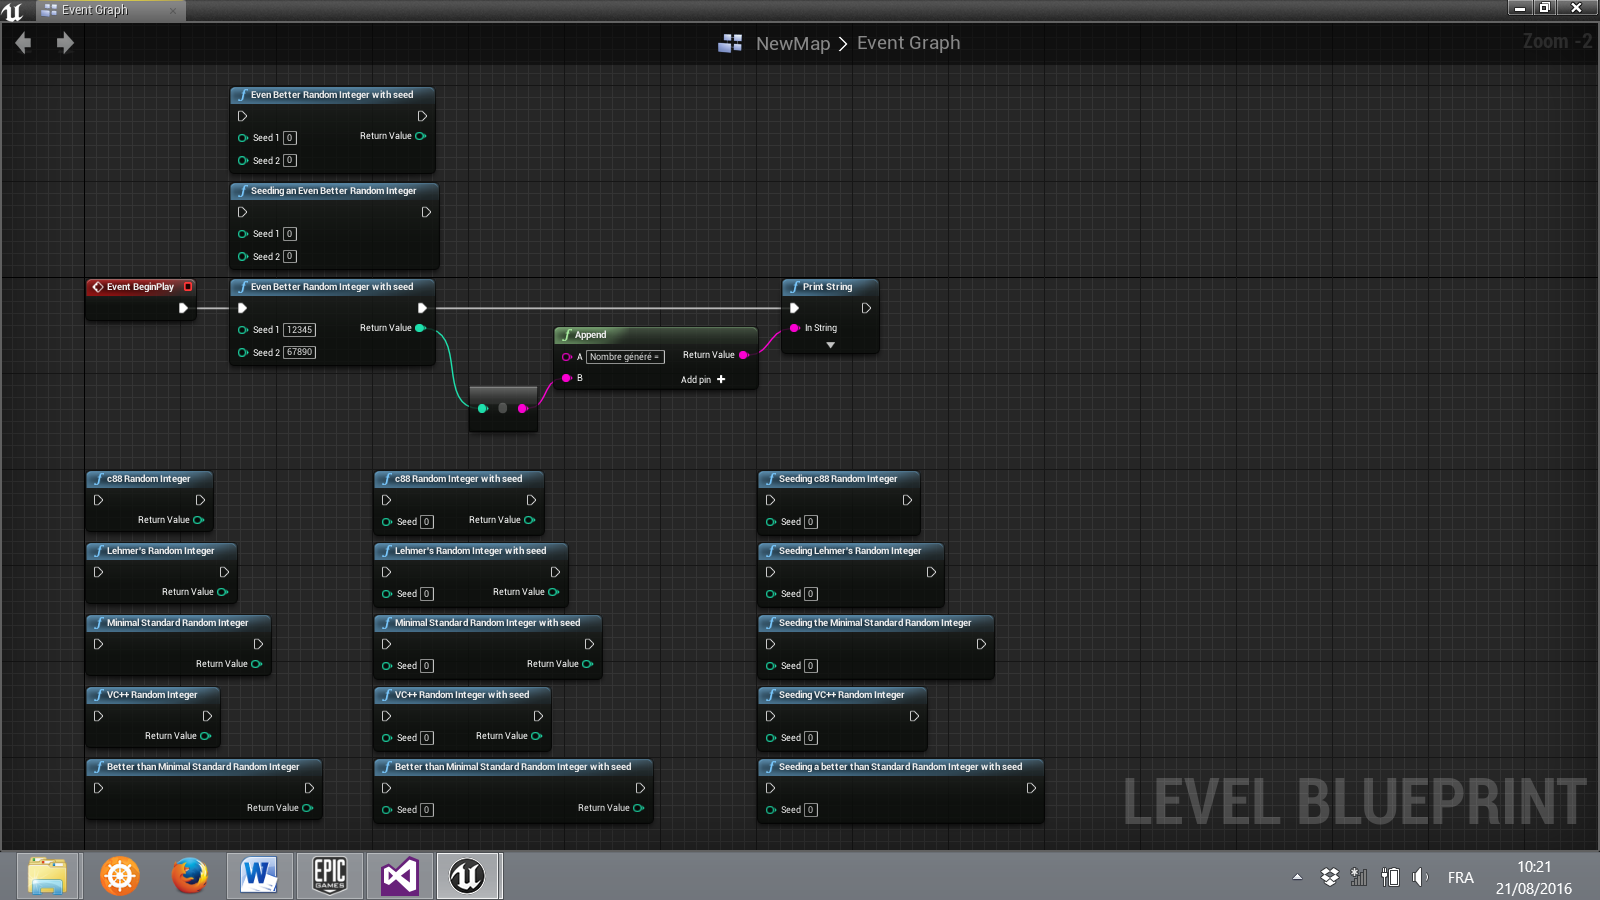 Event Graph
NewMap > Event Graph
Zoom -2
Even Better Random Integer with seed
Seed 1 0 Return Value
Seed 2 0
Seeding an Even Better Random Integer
Seed 1 0
Seed 2 0
Event BeginPlay
Even Better Random Integer with seed
Seed 1 12345 Return Value
Seed 2 67890
Print String
In String
Append
A Nombre généré = Return Value
B Add pin +
c88 Random Integer
Return Value
c88 Random Integer with seed
Seed 0 Return Value
Seeding c88 Random Integer
Seed 0
Lehmer's Random Integer
Return Value
Lehmer's Random Integer with seed
Seed 0 Return Value
Seeding Lehmer's Random Integer
Seed 0
Minimal Standard Random Integer
Return Value
Minimal Standard Random Integer with seed
Seed 0 Return Value
Seeding the Minimal Standard Random Integer
Seed 0
VC++ Random Integer
Return Value
VC++ Random Integer with seed
Seed 0 Return Value
Seeding VC++ Random Integer
Seed 0
Better than Minimal Standard Random Integer
Return Value
Better than Minimal Standard Random Integer with seed
Seed 0 Return Value
Seeding a better than Standard Random Integer with seed
Seed 0
LEVEL BLUEPRINT
W
EPIC
GAMES
FRA
10:21
21/08/2016